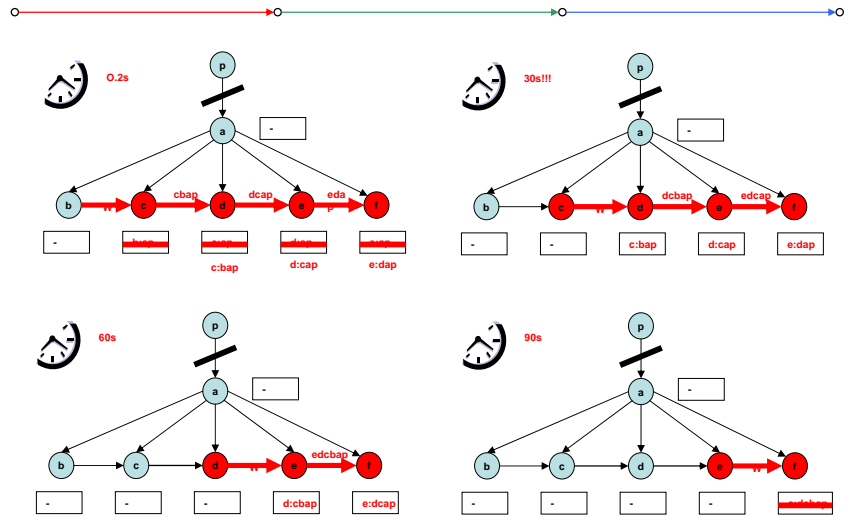 O.2s
p
a
-
cbap
dcap
eda
p
b
w
c
d
e
f
-
c:bap
d:cap
e:dap
30s!!!
p
a
-
dcbap
edcap
b
c
w
d
e
f
-
-
c:bap
d:cap
e:dap
60s
p
a
-
edcbap
b
c
d
w
e
f
-
-
-
d:cbap
e:dcap
90s
p
a
-
b
c
d
e
w
f
-
-
-
-